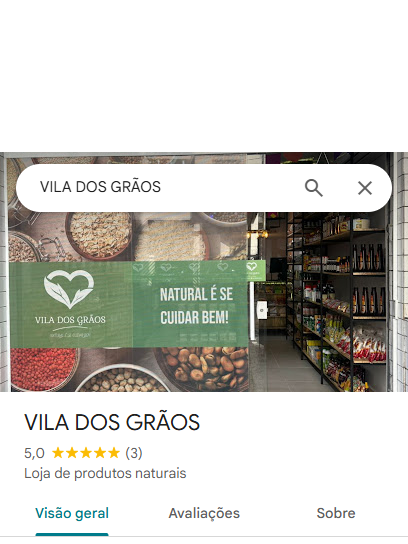 VILA DOS GRÃOS
NATURAL É SE
CUIDAR BEM!
VILA DOS GRÃOS
VILA DOS GRÃOS
5,0 ★★★★★ (3)
Loja de produtos naturais
Visão geral
Avaliações
Sobre